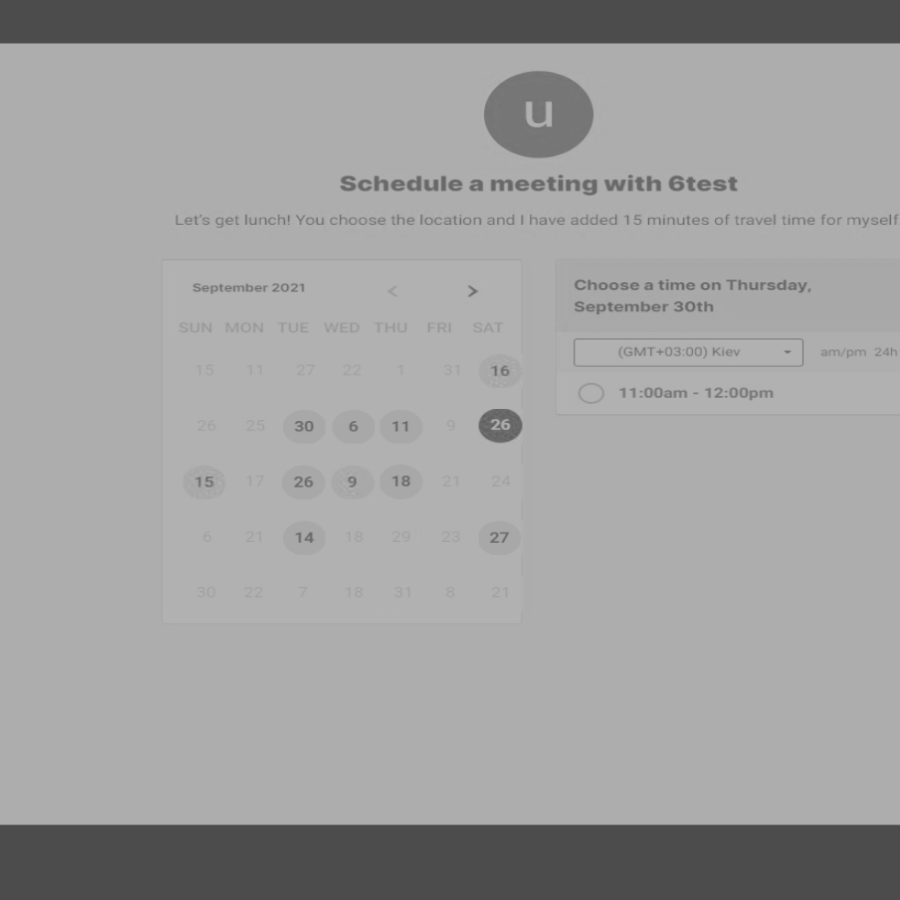 u
Schedule a meeting with 6test
Let's get lunch! You choose the location and I have added 15 minutes of travel time for myself
September 2021 < >
SUN MON TUE WED THU FRI SAT
15 11 27 22 1 31 16
26 25 30 6 11 9 26
15 17 26 9 18 21 24
6 21 14 18 29 23 27
30 22 7 18 31 8 21
Choose a time on Thursday,
September 30th
(GMT+03:00) Kiev am/pm 24h
11:00am - 12:00pm